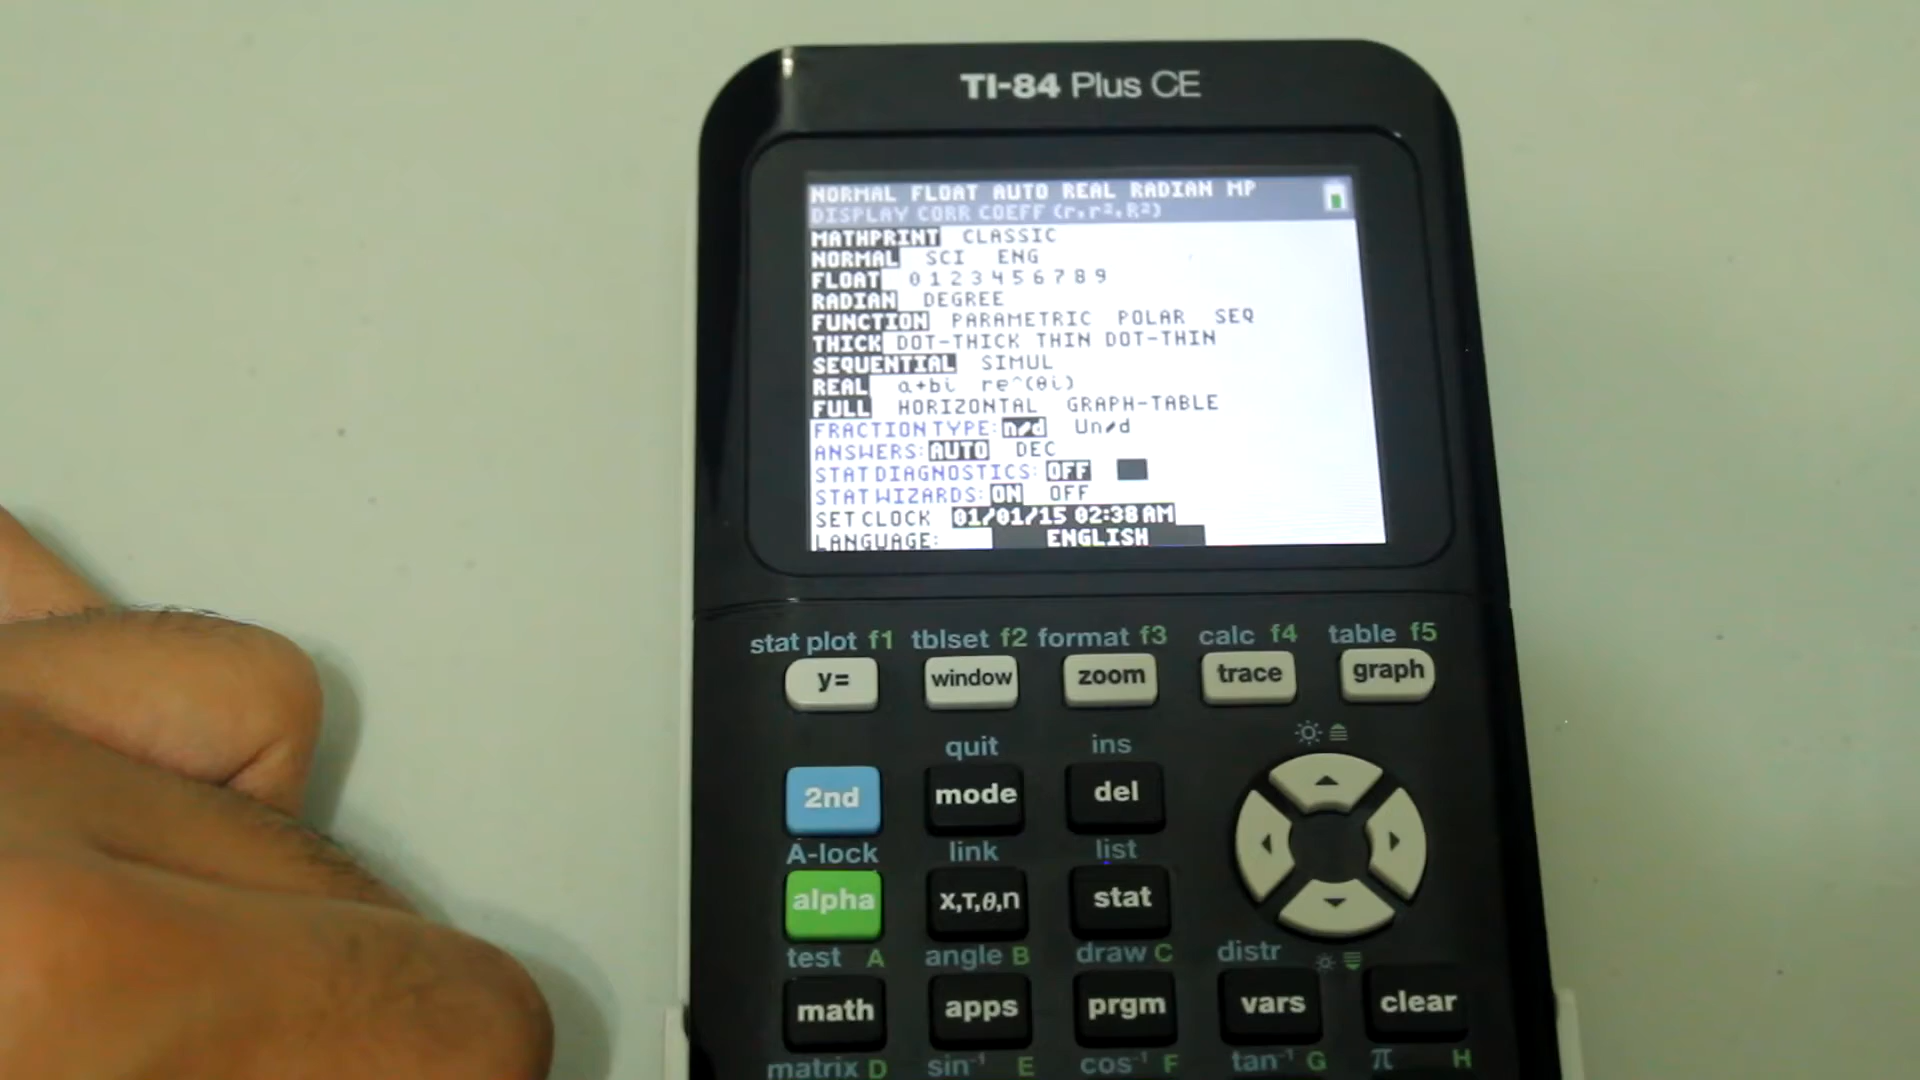 TI-84 Plus CE
NORMAL FLOAT AUTO REAL RADIAN MP
DISPLAY CORR COEFF (r,r²,R²)
MATHPRINT CLASSIC
NORMAL SCI ENG
FLOAT 0 1 2 3 4 5 6 7 8 9
RADIAN DEGREE
FUNCTION PARAMETRIC POLAR SEQ
THICK DOT-THICK THIN DOT-THIN
SEQUENTIAL SIMUL
REAL a+bi re^(θi)
FULL HORIZONTAL GRAPH-TABLE
FRACTION TYPE: n/d Un/d
ANSWERS: AUTO DEC
STAT DIAGNOSTICS: OFF
STAT WIZARDS: ON OFF
SET CLOCK 01/01/15 02:38 AM
LANGUAGE: ENGLISH
stat plot f1 tblset f2 format f3 calc f4 table f5
y= window zoom trace graph
quit ins
2nd mode del
A-lock link list
alpha X,T,θ,n stat
test A angle B draw C distr
math apps prgm vars clear
matrix D sin⁻¹ E cos⁻¹ F tan⁻¹ G π H